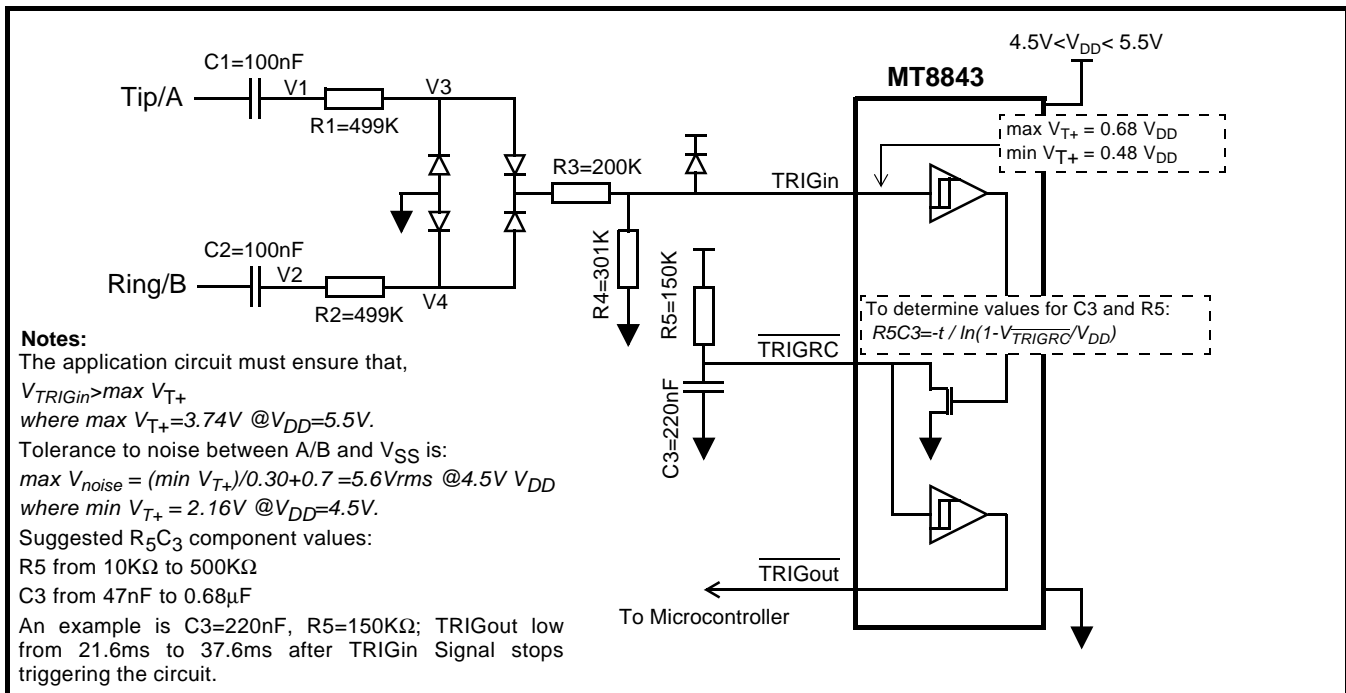 4.5V<VDD< 5.5V
MT8843
C1=100nF
Tip/A
V1
V3
R1=499K
max VT+ = 0.68 VDD
min VT+ = 0.48 VDD
R3=200K
TRIGin
C2=100nF
Ring/B
V2
V4
R2=499K
R4=301K
R5=150K
To determine values for C3 and R5:
R5C3=-t / ln(1-V\overline{TRIGRC}/VDD)
\overline{TRIGRC}
C3=220nF
\overline{TRIGout}
To Microcontroller
Notes:
The application circuit must ensure that,
VTRIGin>max VT+
where max VT+=3.74V @VDD=5.5V.
Tolerance to noise between A/B and VSS is:
max Vnoise = (min VT+)/0.30+0.7 =5.6Vrms @4.5V VDD
where min VT+ = 2.16V @VDD=4.5V.
Suggested R5C3 component values:
R5 from 10KΩ to 500KΩ
C3 from 47nF to 0.68μF
An example is C3=220nF, R5=150KΩ; TRIGout low
from 21.6ms to 37.6ms after TRIGin Signal stops
triggering the circuit.